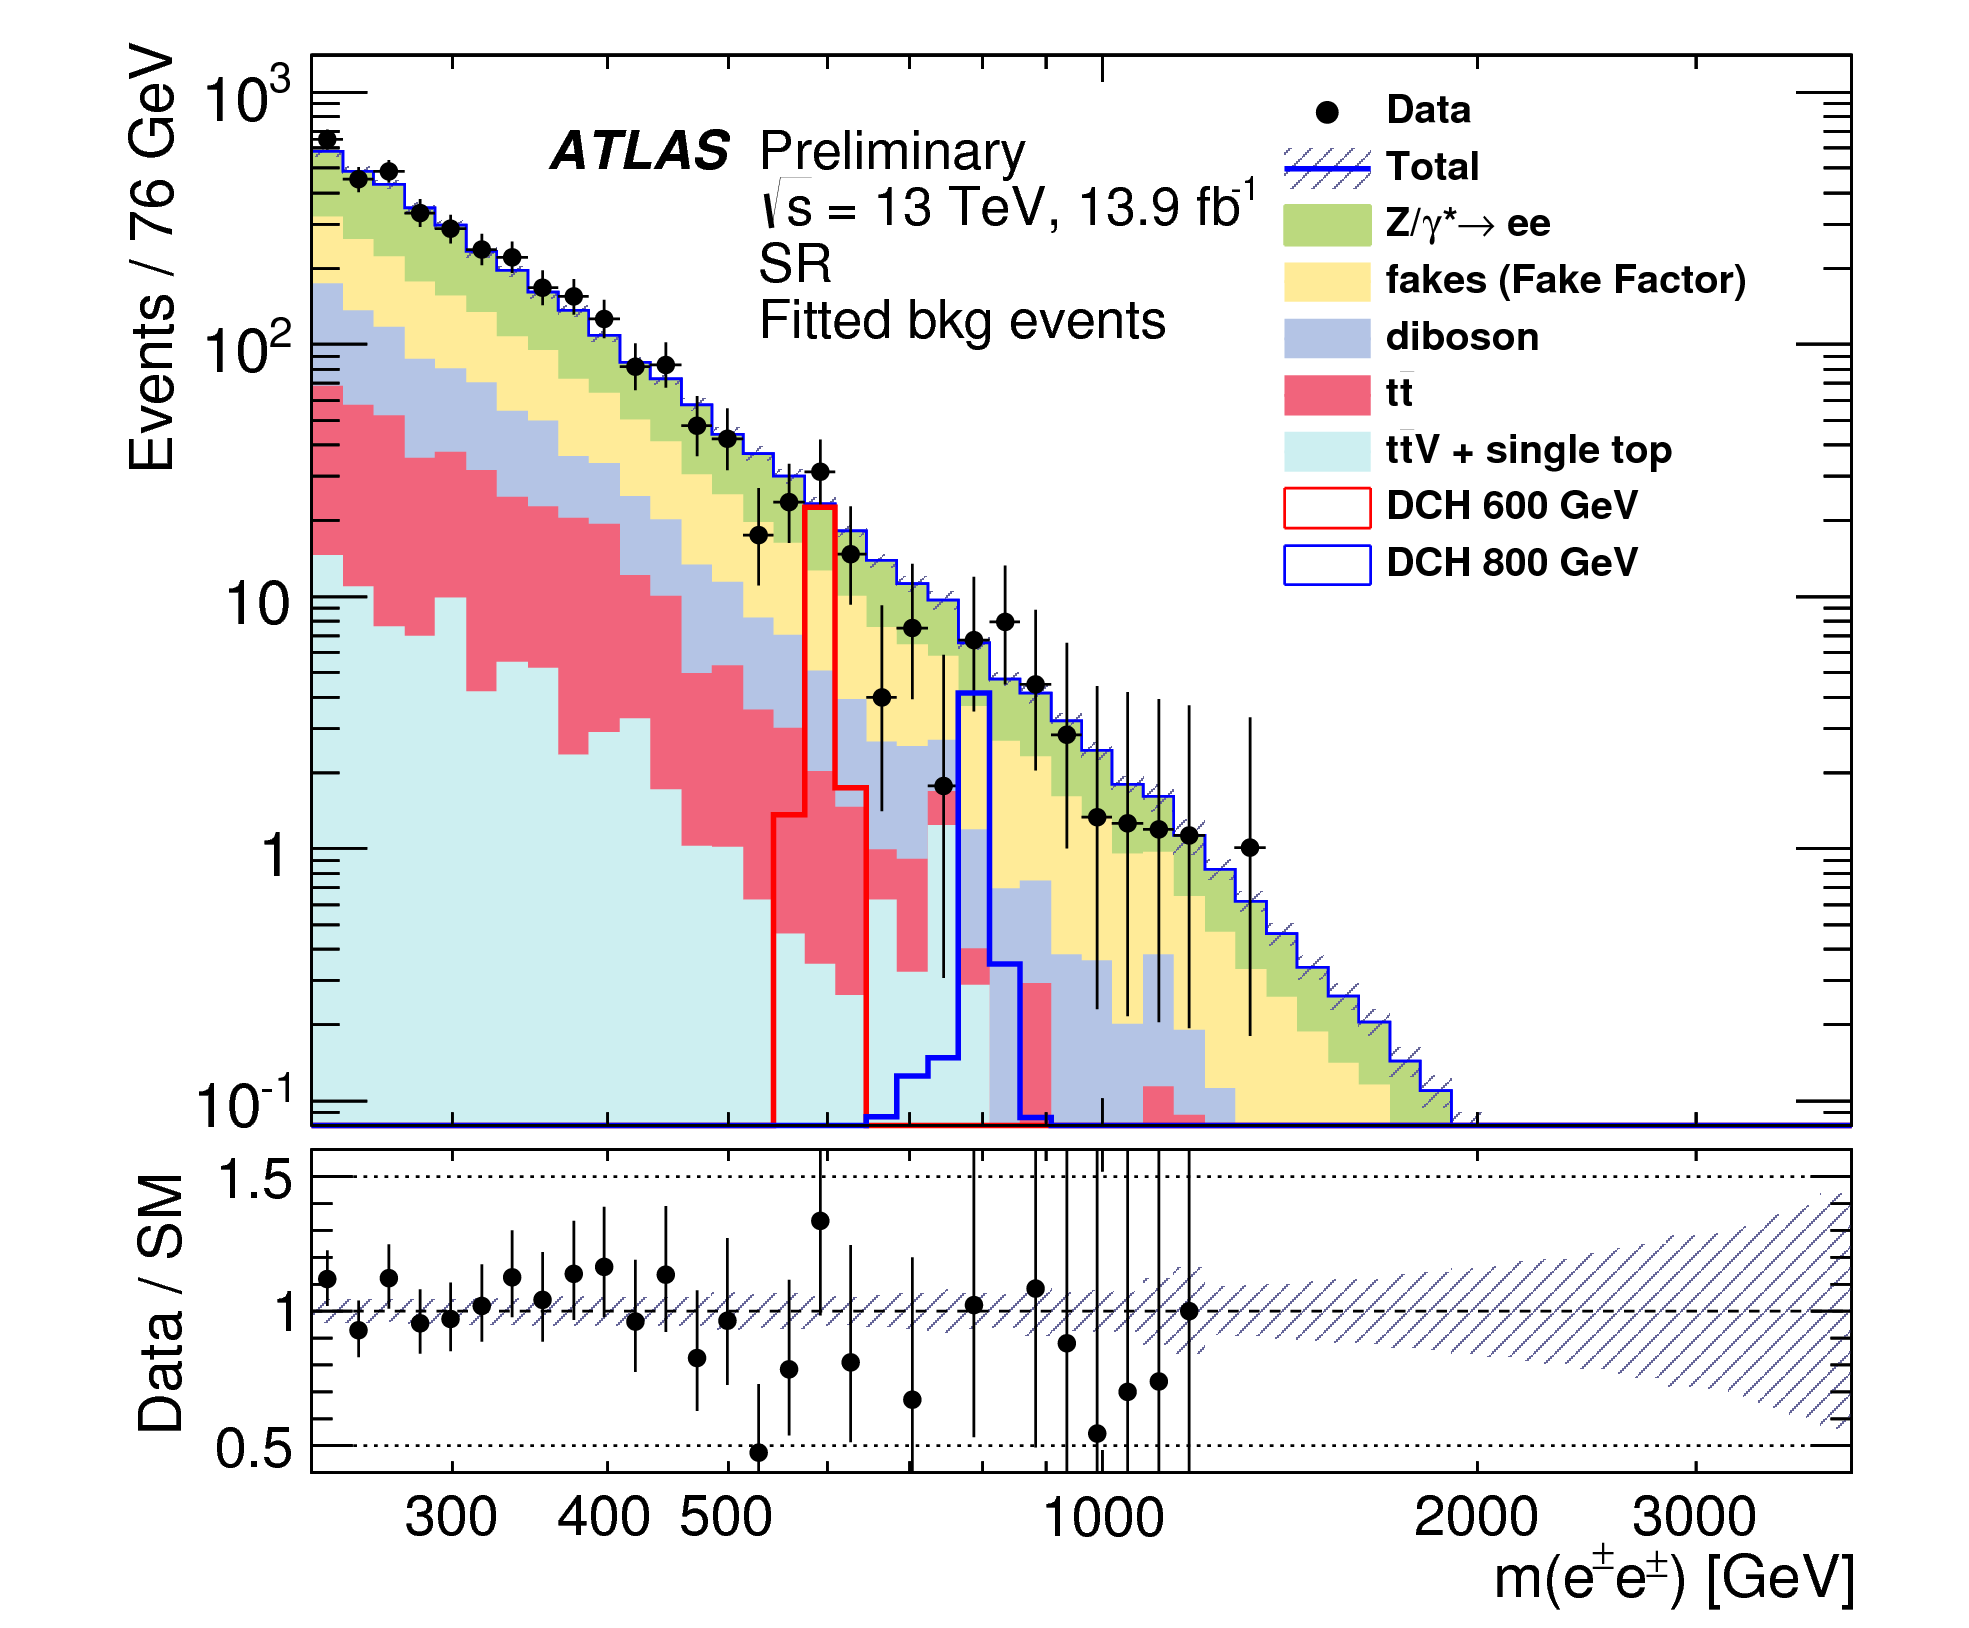 Events / 76 GeV
10³
10²
10
1
10⁻¹
ATLAS Preliminary
√s = 13 TeV, 13.9 fb⁻¹
SR
Fitted bkg events
Data
Total
Z/γ*→ ee
fakes (Fake Factor)
diboson
tt̄
tt̄V + single top
DCH 600 GeV
DCH 800 GeV
Data / SM
1.5
1
0.5
300 400 500 1000 2000 3000
m(e±e±) [GeV]